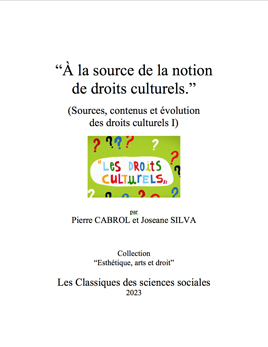 “À la source de la notion
de droits culturels.”
(Sources, contenus et évolution
des droits culturels I)
? ? ? ? ? ? ?
“LES DROITS
CULTURELS„
? ? ? ? ? ?
par
Pierre CABROL et Joseane SILVA
Collection
“Esthétique, arts et droit”
Les Classiques des sciences sociales
2023